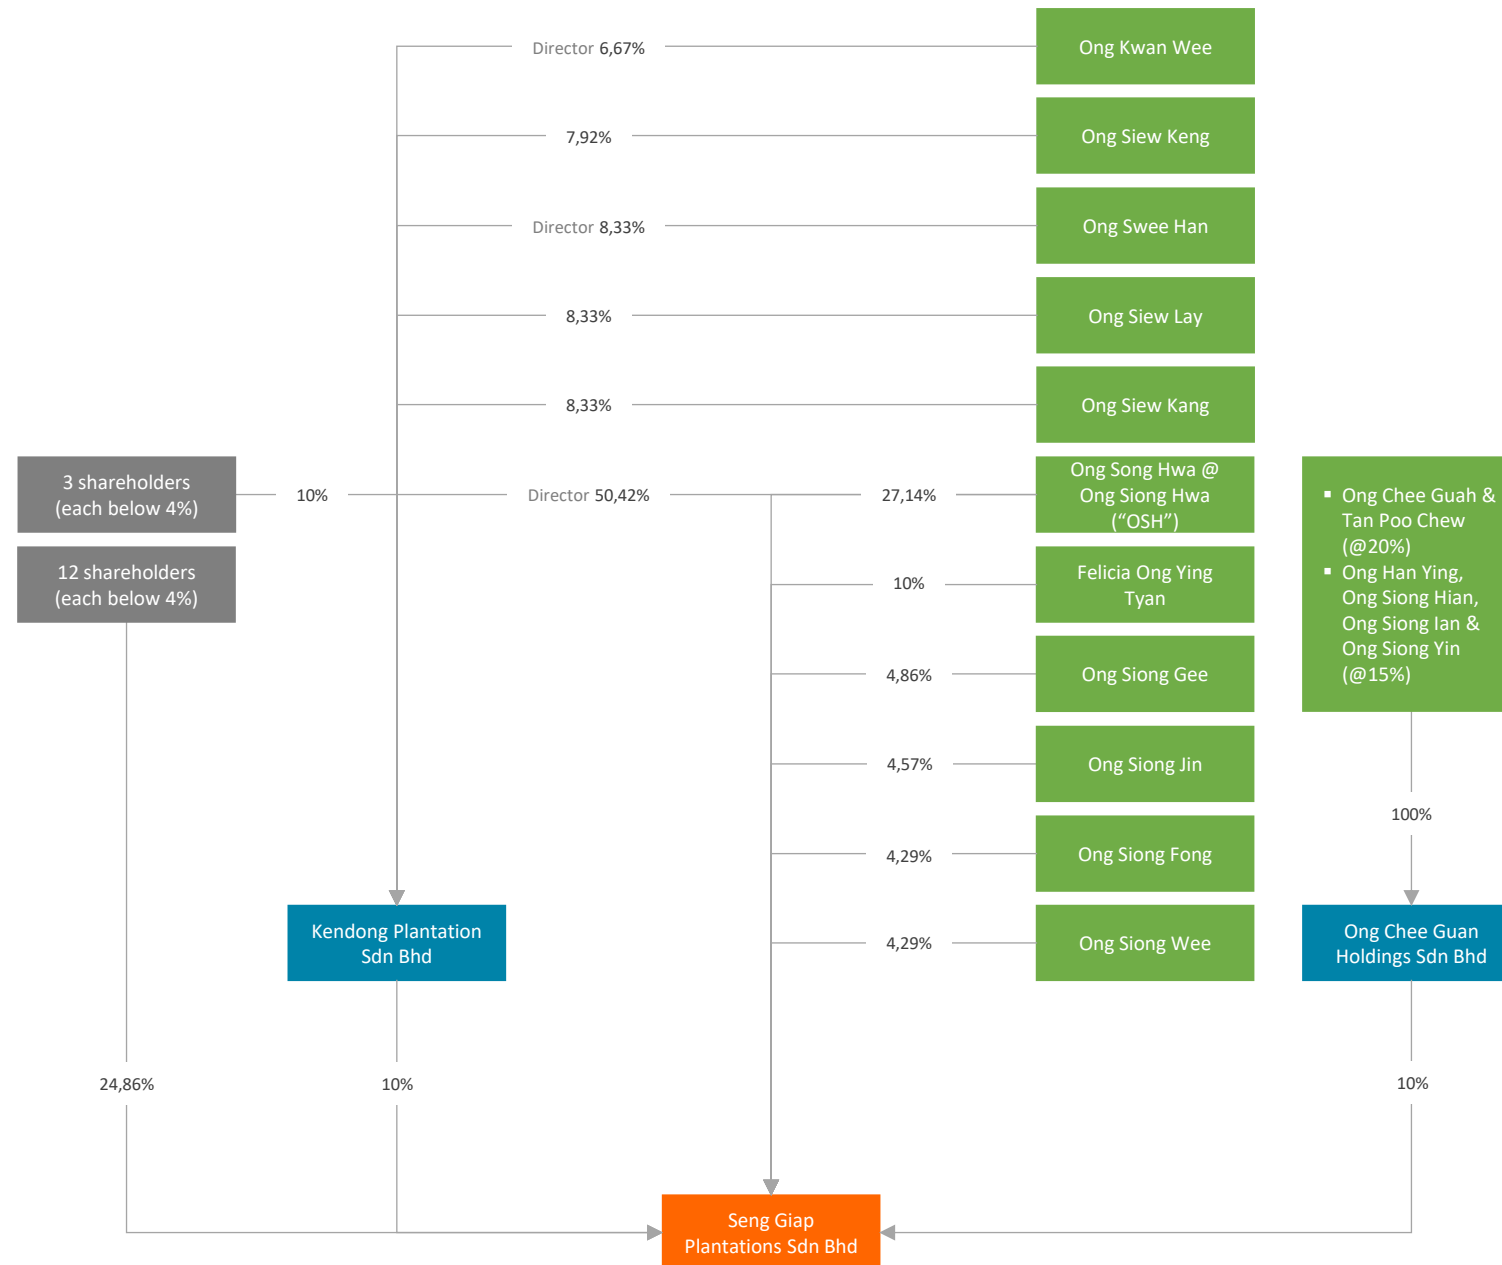 Director 6,67%
Ong Kwan Wee
7,92%
Ong Siew Keng
Director 8,33%
Ong Swee Han
8,33%
Ong Siew Lay
8,33%
Ong Siew Kang
3 shareholders
(each below 4%)
10%
Director 50,42%
27,14%
Ong Song Hwa @
Ong Siong Hwa
(“OSH”)
▪ Ong Chee Guah &
Tan Poo Chew
(@20%)
▪ Ong Han Ying,
Ong Siong Hian,
Ong Siong Ian &
Ong Siong Yin
(@15%)
12 shareholders
(each below 4%)
10%
Felicia Ong Ying
Tyan
4,86%
Ong Siong Gee
4,57%
Ong Siong Jin
100%
4,29%
Ong Siong Fong
Kendong Plantation
Sdn Bhd
4,29%
Ong Siong Wee
Ong Chee Guan
Holdings Sdn Bhd
24,86%
10%
10%
Seng Giap
Plantations Sdn Bhd